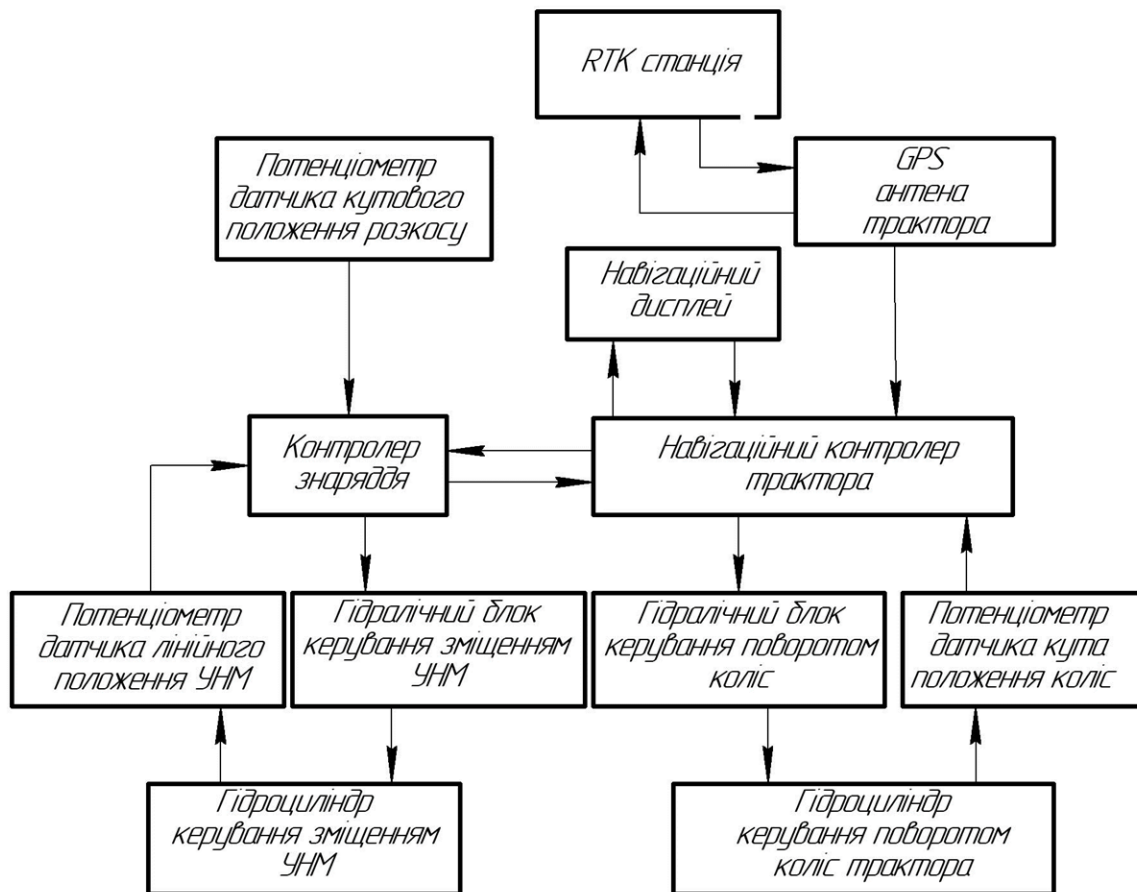 RTK станція
Потенціометр
датчика кутового
положення розкосу
GPS
антена
трактора
Навігаційний
дисплей
Контролер
знаряддя
Навігаційний контролер
трактора
Потенціометр
датчика лінійного
положення УНМ
Гідралічний блок
керування зміщенням
УНМ
Гідралічний блок
керування поворотом
коліс
Потенціометр
датчика кута
положення коліс
Гідроциліндр
керування зміщенням
УНМ
Гідроциліндр
керування поворотом
коліс трактора